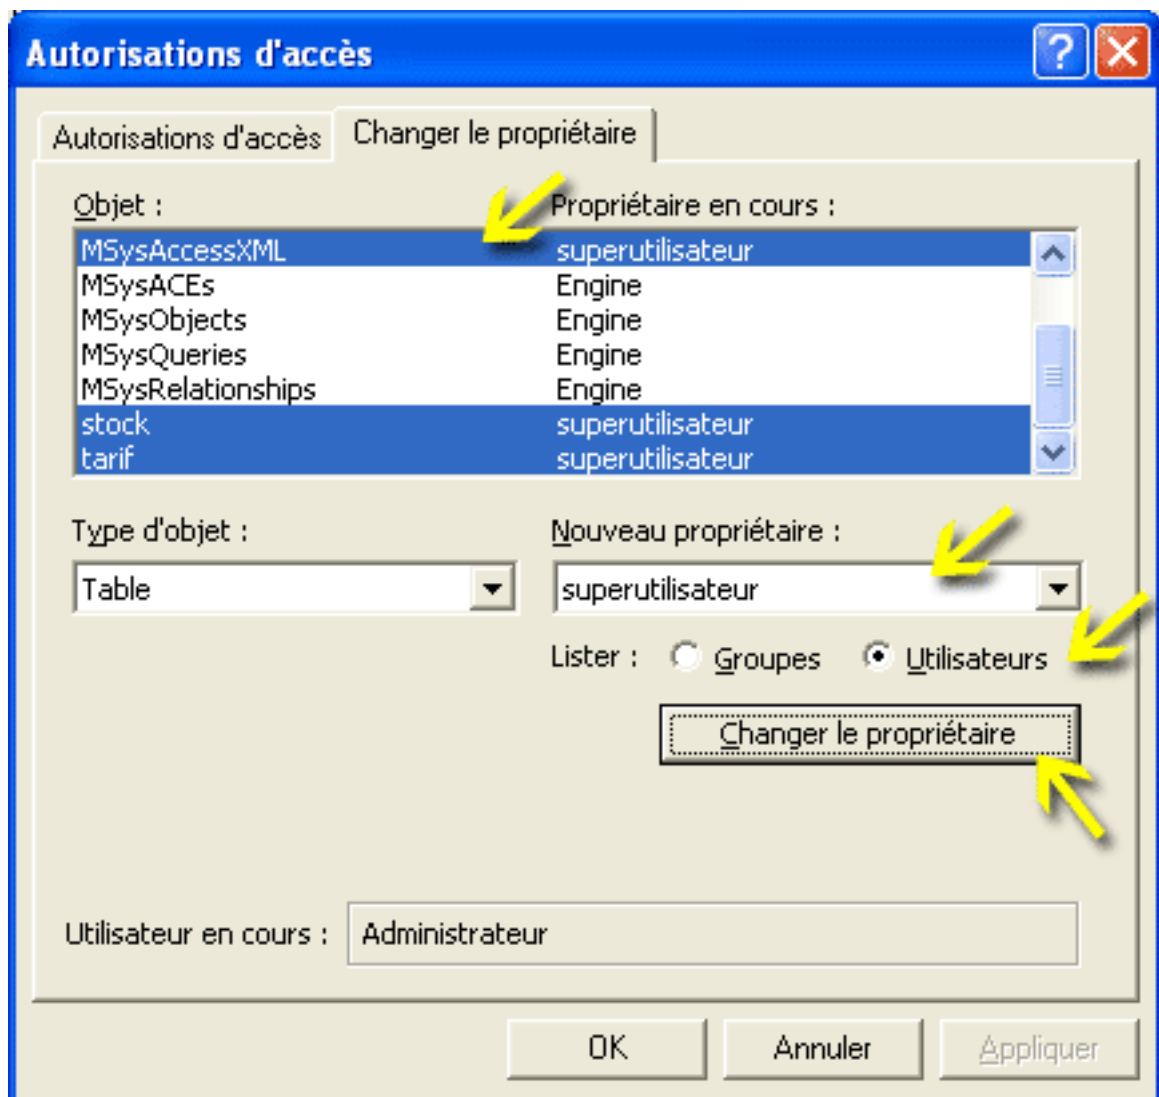 Autorisations d'accès
Autorisations d'accès Changer le propriétaire
Objet : Propriétaire en cours :
MSysAccessXML superutilisateur
MSysACEs Engine
MSysObjects Engine
MSysQueries Engine
MSysRelationships Engine
stock superutilisateur
tarif superutilisateur
Type d'objet : Nouveau propriétaire :
Table superutilisateur
Lister : Groupes Utilisateurs
Changer le propriétaire
Utilisateur en cours : Administrateur
OK Annuler Appliquer